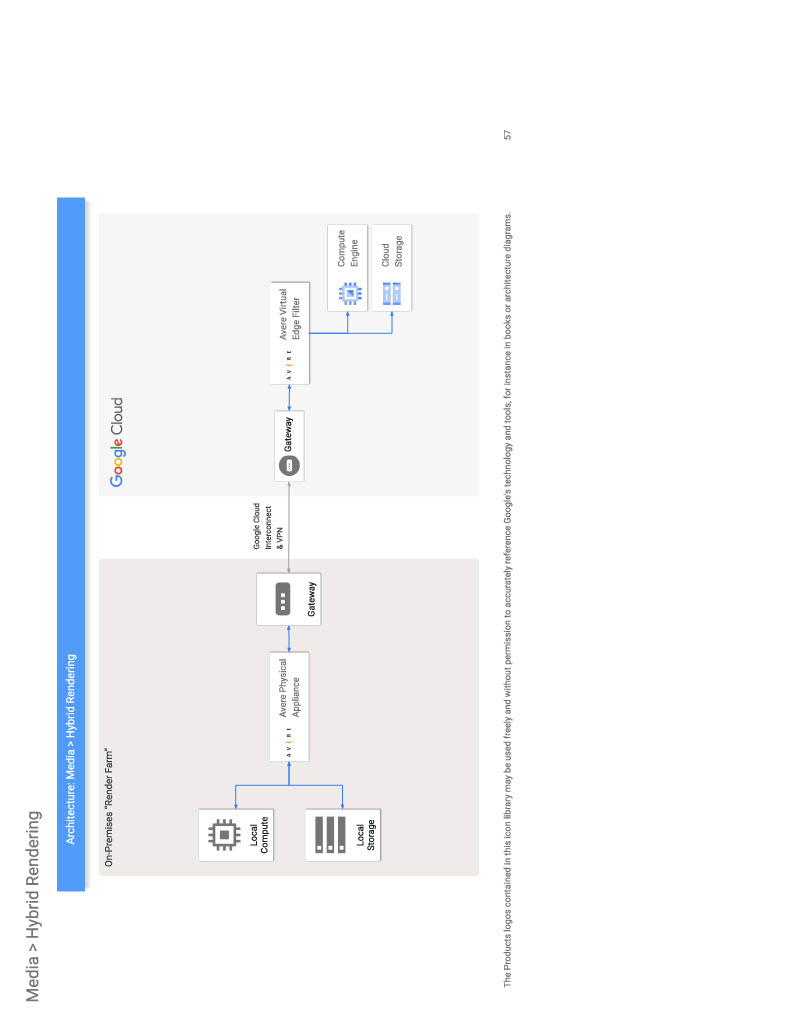 Media > Hybrid Rendering
Architecture: Media > Hybrid Rendering
On-Premises “Render Farm”
Google Cloud
Local
Compute
Local
Storage
AVERE
Avere Physical
Appliance
Gateway
Google Cloud
Interconnect
& VPN
Gateway
AVERE
Avere Virtual
Edge Filter
Compute
Engine
Cloud
Storage
The Products logos contained in this icon library may be used freely and without permission to accurately reference Google's technology and tools, for instance in books or architecture diagrams.
57